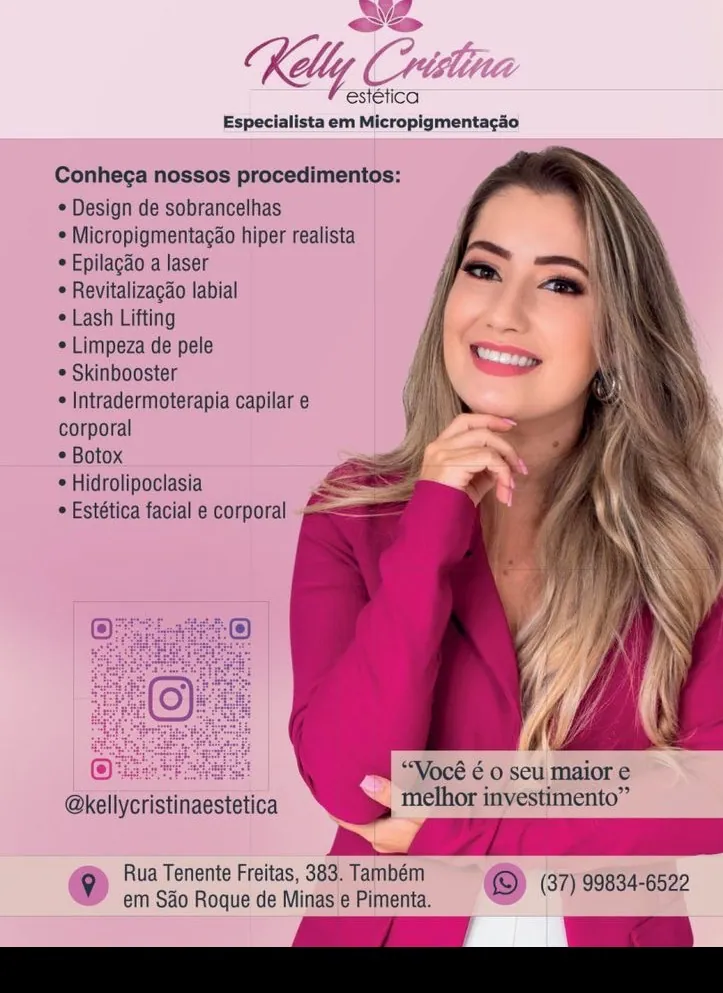 Kelly Cristina
estética
Especialista em Micropigmentação
Conheça nossos procedimentos:
• Design de sobrancelhas
• Micropigmentação hiper realista
• Epilação a laser
• Revitalização labial
• Lash Lifting
• Limpeza de pele
• Skinbooster
• Intradermoterapia capilar e
corporal
• Botox
• Hidrolipoclasia
• Estética facial e corporal
@kellycristinaestetica
“Você é o seu maior e
melhor investimento”
Rua Tenente Freitas, 383. Também
em São Roque de Minas e Pimenta.
(37) 99834-6522